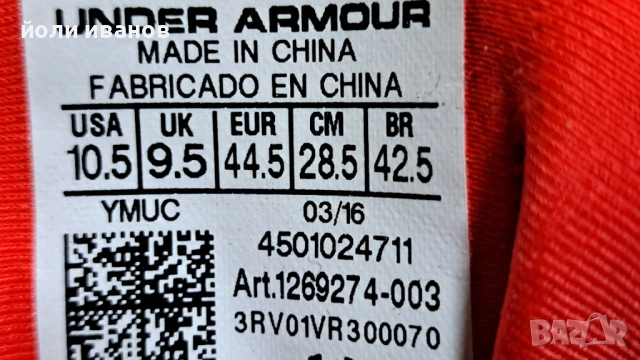 UNDER ARMOUR
йоли иванов
MADE IN CHINA
FABRICADO EN CHINA
USA UK EUR CM BR
10.5 9.5 44.5 28.5 42.5
YMUC 03/16
4501024711
Art.1269274-003
3RV01VR300070
BAZAR